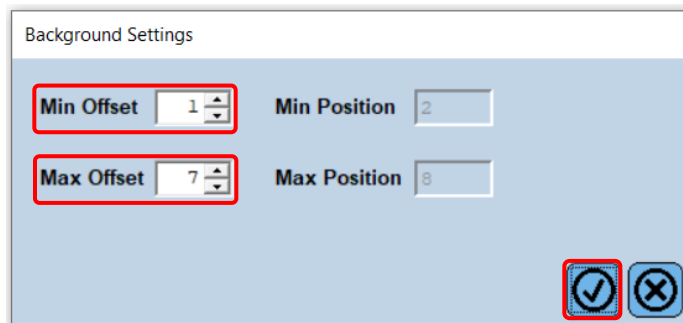 Background Settings
Min Offset 1 Min Position 2
Max Offset 7 Max Position 8